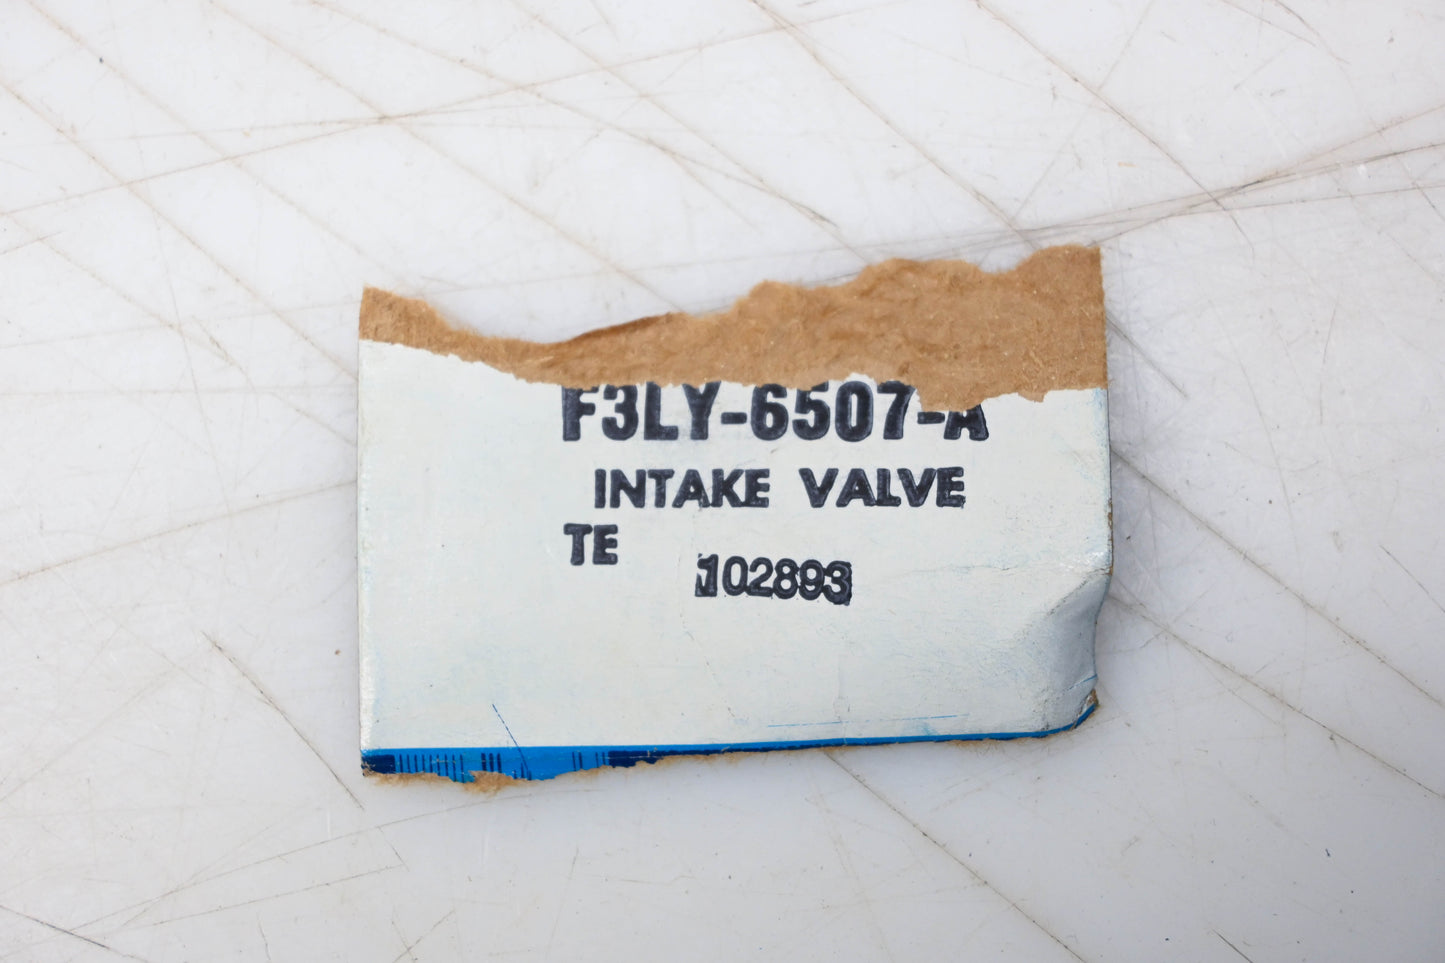 F3LY-6507-A
INTAKE VALVE
TE
102893